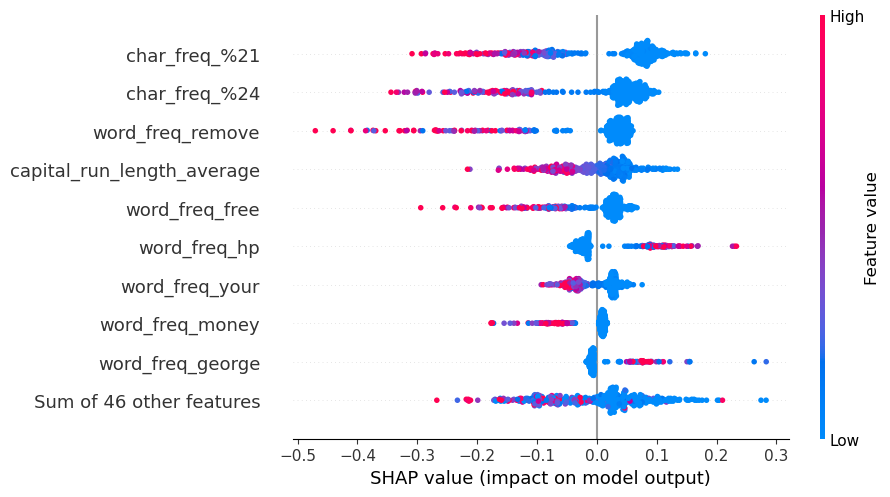 High
char_freq_%21
char_freq_%24
word_freq_remove
capital_run_length_average
word_freq_free
word_freq_hp
word_freq_your
word_freq_money
word_freq_george
Sum of 46 other features
Feature value
Low
−0.5 −0.4 −0.3 −0.2 −0.1 0.0 0.1 0.2 0.3
SHAP value (impact on model output)